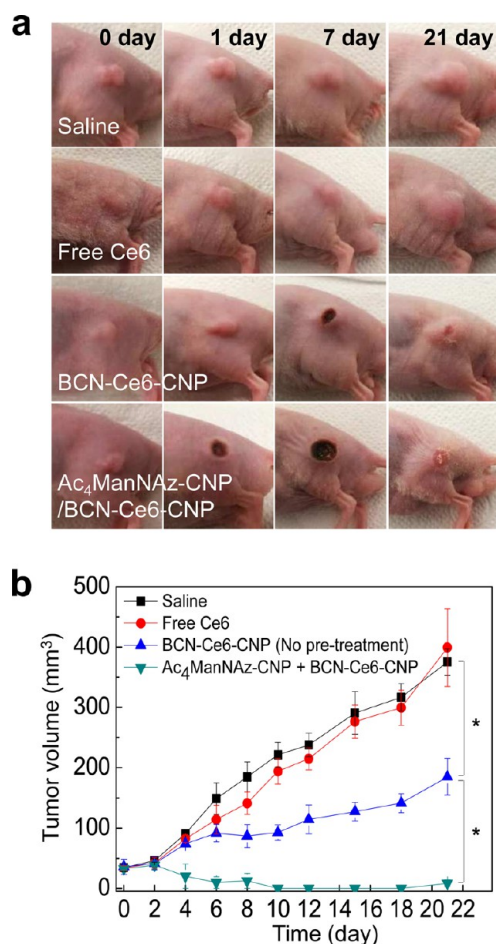 a
0 day 1 day 7 day 21 day
Saline
Free Ce6
BCN-Ce6-CNP
Ac₄ManNAz-CNP
/BCN-Ce6-CNP
b
500
400
300
200
100
0
Tumor volume (mm³)
Saline
Free Ce6
BCN-Ce6-CNP (No pre-treatment)
Ac₄ManNAz-CNP + BCN-Ce6-CNP
*
*
0 2 4 6 8 10 12 14 16 18 20 22
Time (day)